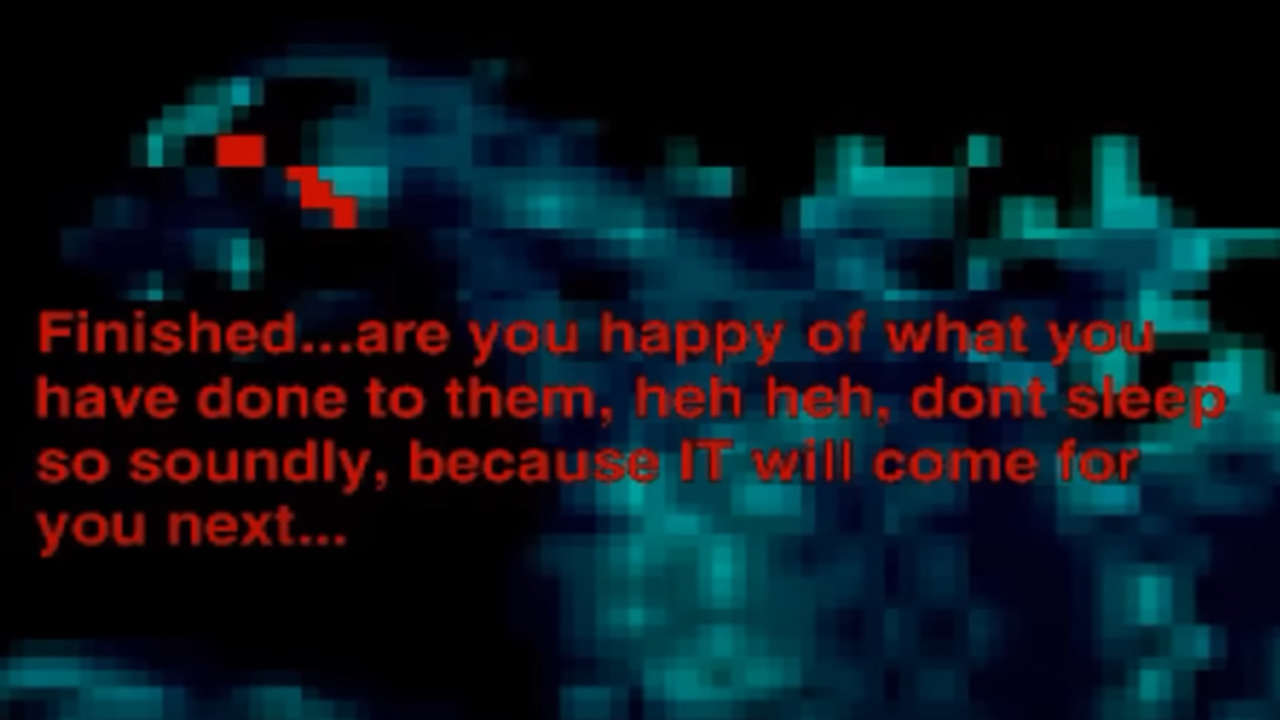 Finished...are you happy of what you
have done to them, heh heh, dont sleep
so soundly, because IT will come for
you next...